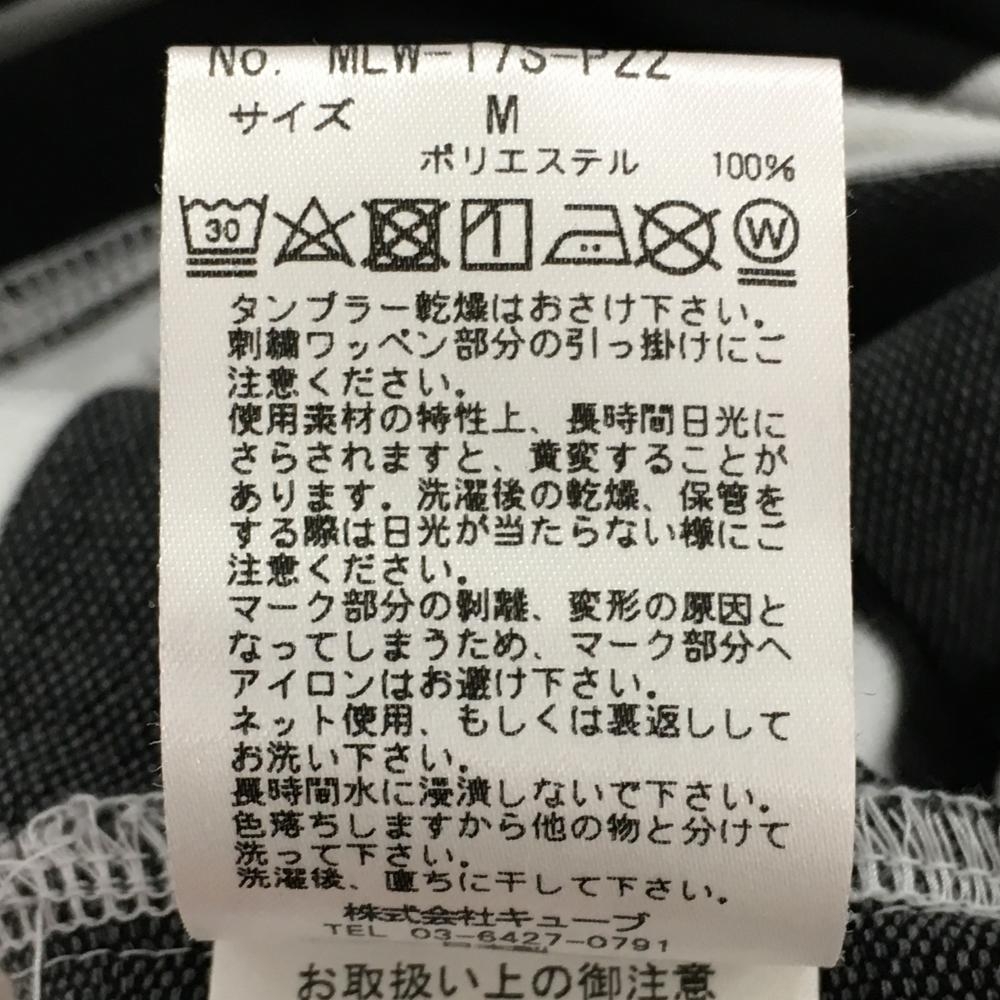 No. MLW-17S-P22
サイズ M
ポリエステル 100%
30 W
タンブラー乾燥はおさけ下さい。
刺繍ワッペン部分の引っ掛けにご
注意ください。
使用素材の特性上、長時間日光に
さらされますと、黄変することが
あります。洗濯後の乾燥、保管を
する際は日光が当たらない様にご
注意ください。
マーク部分の剥離、変形の原因と
なってしまうため、マーク部分へ
アイロンはお避け下さい。
ネット使用、もしくは裏返しして
お洗い下さい。
長時間水に浸漬しないで下さい。
色落ちしますから他の物と分けて
洗って下さい。
洗濯後、直ちに干して下さい。
株式会社キューブ
TEL 03-6427-0791
お取扱い上の御注意